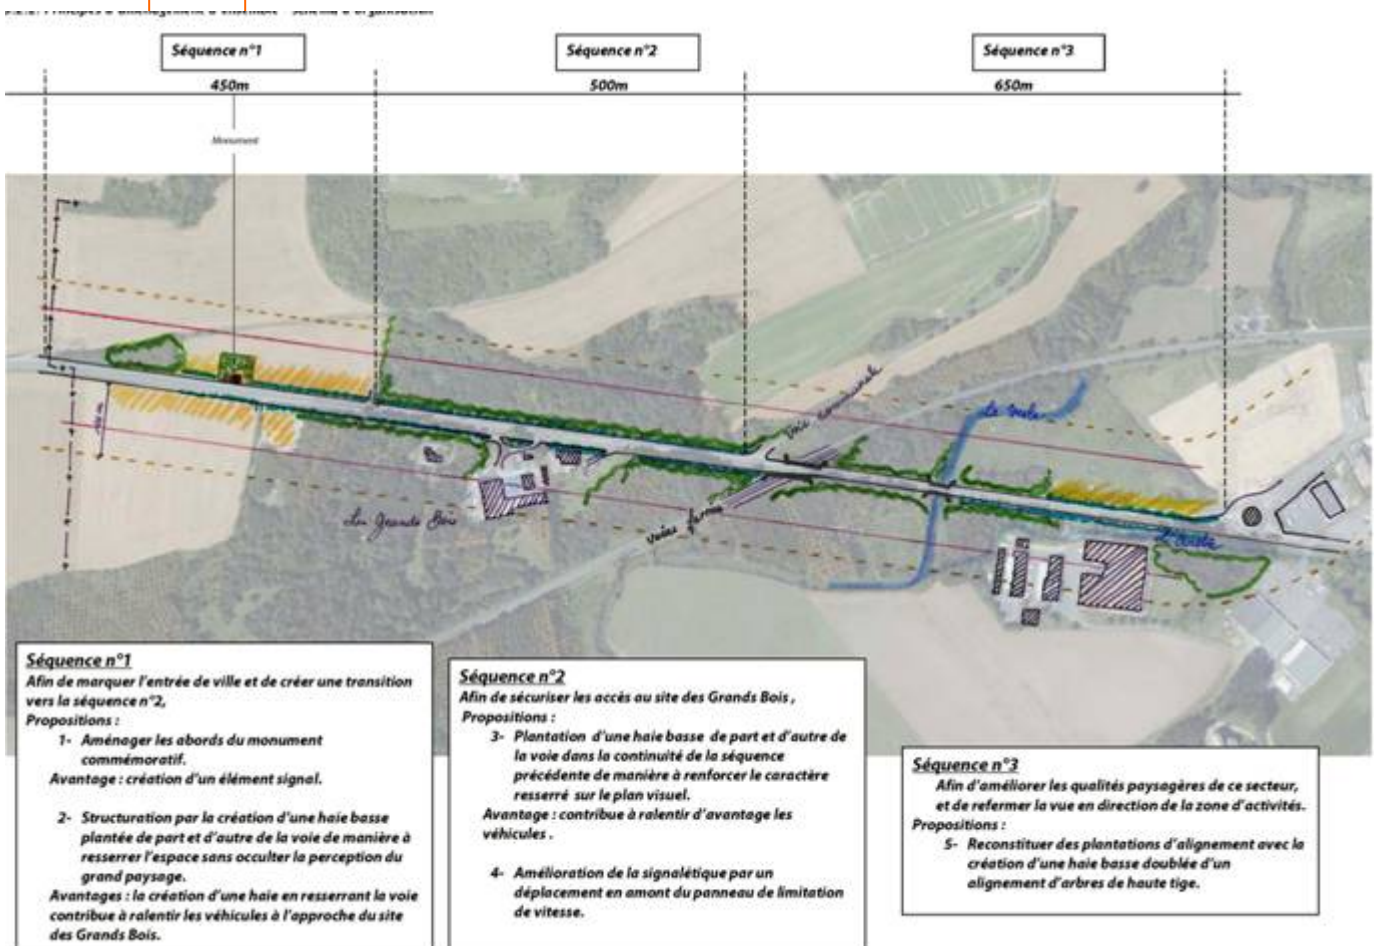 Séquence n°1
Séquence n°2
Séquence n°3
450m
500m
650m
Monument
Voie communale
Les Grands Bois
Séquence n°1
Afin de marquer l'entrée de ville et de créer une transition
vers la séquence n°2,
Propositions :
1- Aménager les abords du monument
commémoratif.
Avantage : création d'un élément signal.
2- Structuration par la création d'une haie basse
plantée de part et d'autre de la voie de manière à
resserrer l'espace sans occulter la perception du
grand paysage.
Avantages : la création d'une haie en resserrant la voie
contribue à ralentir les véhicules à l'approche du site
des Grands Bois.
Séquence n°2
Afin de sécuriser les accès au site des Grands Bois ,
Propositions :
3- Plantation d'une haie basse de part et d'autre de
la voie dans la continuité de la séquence
précédente de manière à renforcer le caractère
resserré sur le plan visuel.
Avantage : contribue à ralentir d'avantage les
véhicules .
4- Amélioration de la signalétique par un
déplacement en amont du panneau de limitation
de vitesse.
Séquence n°3
Afin d'améliorer les qualités paysagères de ce secteur,
et de refermer la vue en direction de la zone d'activités.
Propositions :
5- Reconstituer des plantations d'alignement avec la
création d'une haie basse doublée d'un
alignement d'arbres de haute tige.